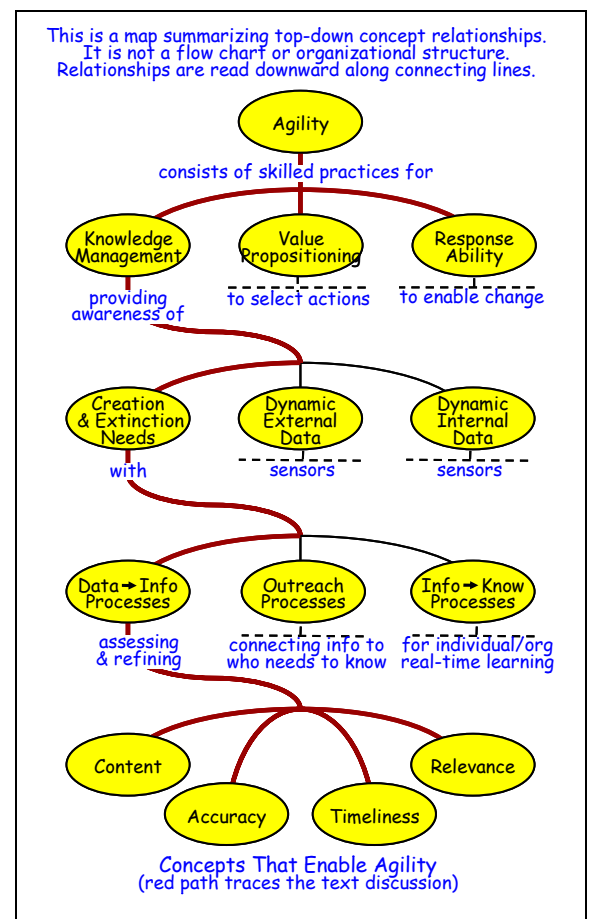 This is a map summarizing top-down concept relationships.
It is not a flow chart or organizational structure.
Relationships are read downward along connecting lines.
Agility
consists of skilled practices for
Knowledge
Management
Value
Propositioning
Response
Ability
providing
awareness of
to select actions
to enable change
Creation
& Extinction
Needs
Dynamic
External
Data
Dynamic
Internal
Data
with
sensors
sensors
Data→Info
Processes
Outreach
Processes
Info→Know
Processes
assessing
& refining
connecting info to
who needs to know
for individual/org
real-time learning
Content
Accuracy
Timeliness
Relevance
Concepts That Enable Agility
(red path traces the text discussion)